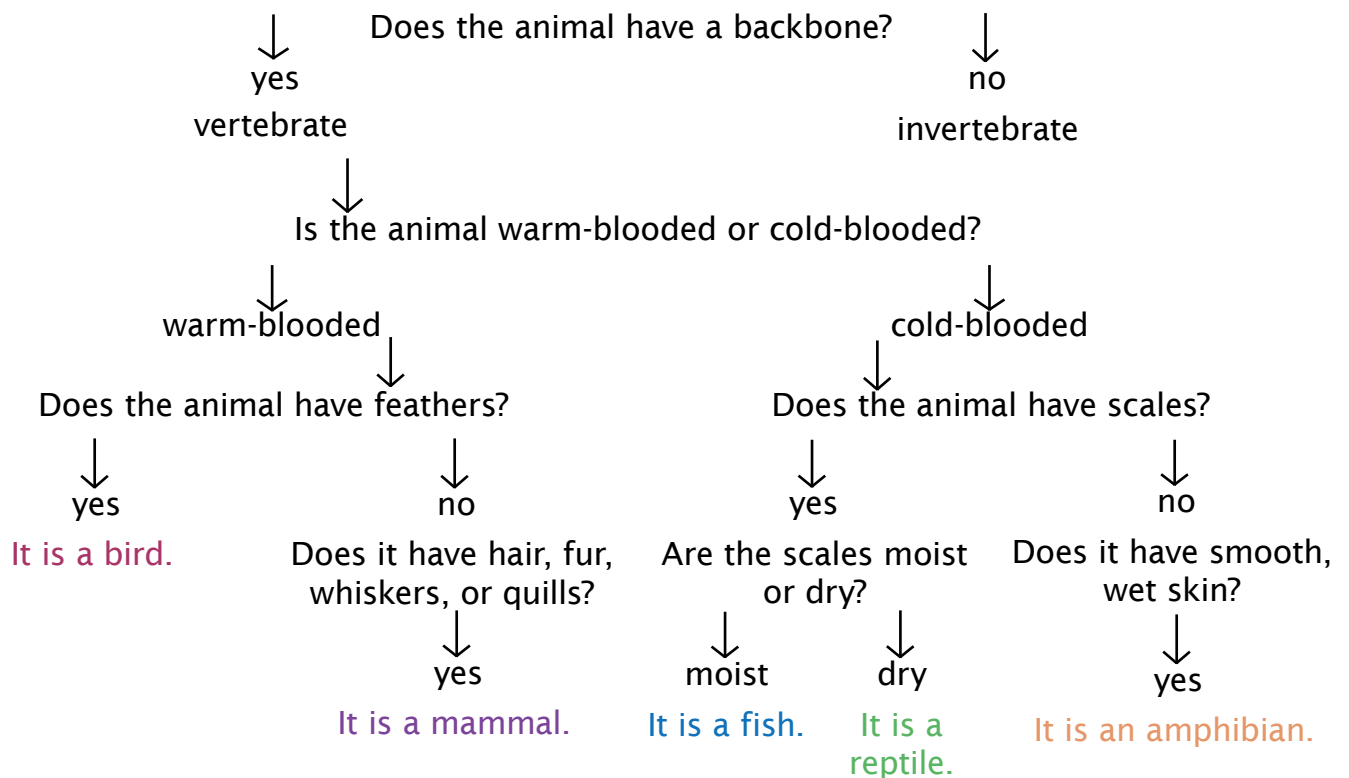 Does the animal have a backbone?
yes
no
vertebrate
invertebrate
Is the animal warm-blooded or cold-blooded?
warm-blooded
cold-blooded
Does the animal have feathers?
Does the animal have scales?
yes
no
yes
no
It is a bird.
Does it have hair, fur,
whiskers, or quills?
Are the scales moist
or dry?
Does it have smooth,
wet skin?
yes
moist
dry
yes
It is a mammal.
It is a fish.
It is a
reptile.
It is an amphibian.